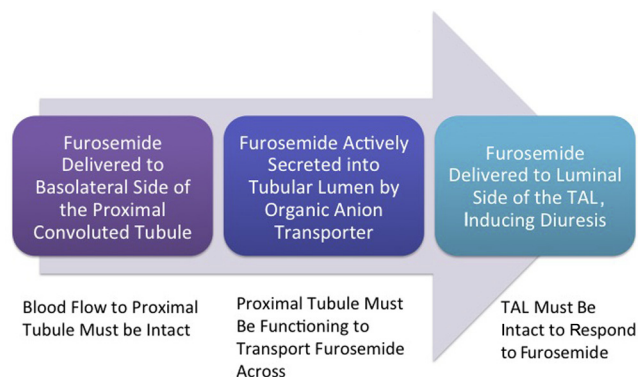 Furosemide
Delivered to
Basolateral Side of
the Proximal
Convoluted Tubule
Furosemide Actively
Secreted into
Tubular Lumen by
Organic Anion
Transporter
Furosemide
Delivered to Luminal
Side of the TAL,
Inducing Diuresis
Blood Flow to Proximal
Tubule Must be Intact
Proximal Tubule Must
Be Functioning to
Transport Furosemide
Across
TAL Must Be
Intact to Respond
to Furosemide